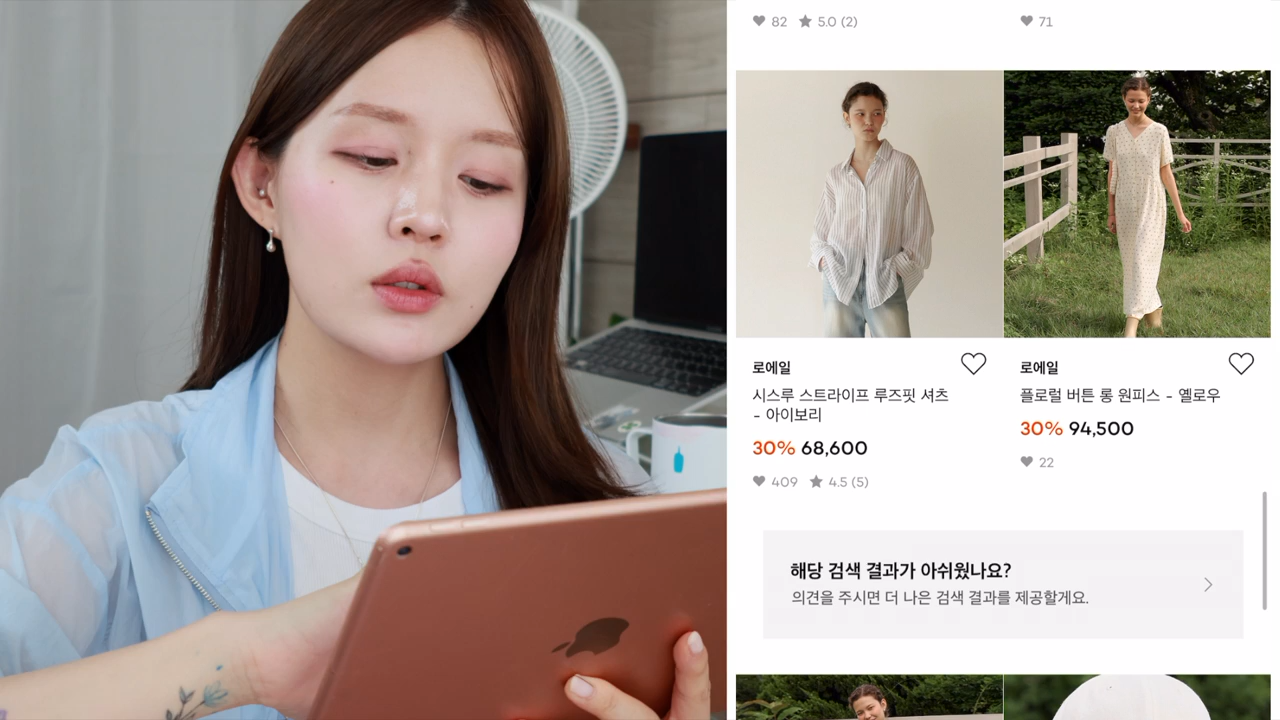 82 5.0 (2)
71
로에일
시스루 스트라이프 루즈핏 셔츠
- 아이보리
30% 68,600
409 4.5 (5)
로에일
플로럴 버튼 롱 원피스 - 옐로우
30% 94,500
22
해당 검색 결과가 아쉬웠나요?
의견을 주시면 더 나은 검색 결과를 제공할게요.